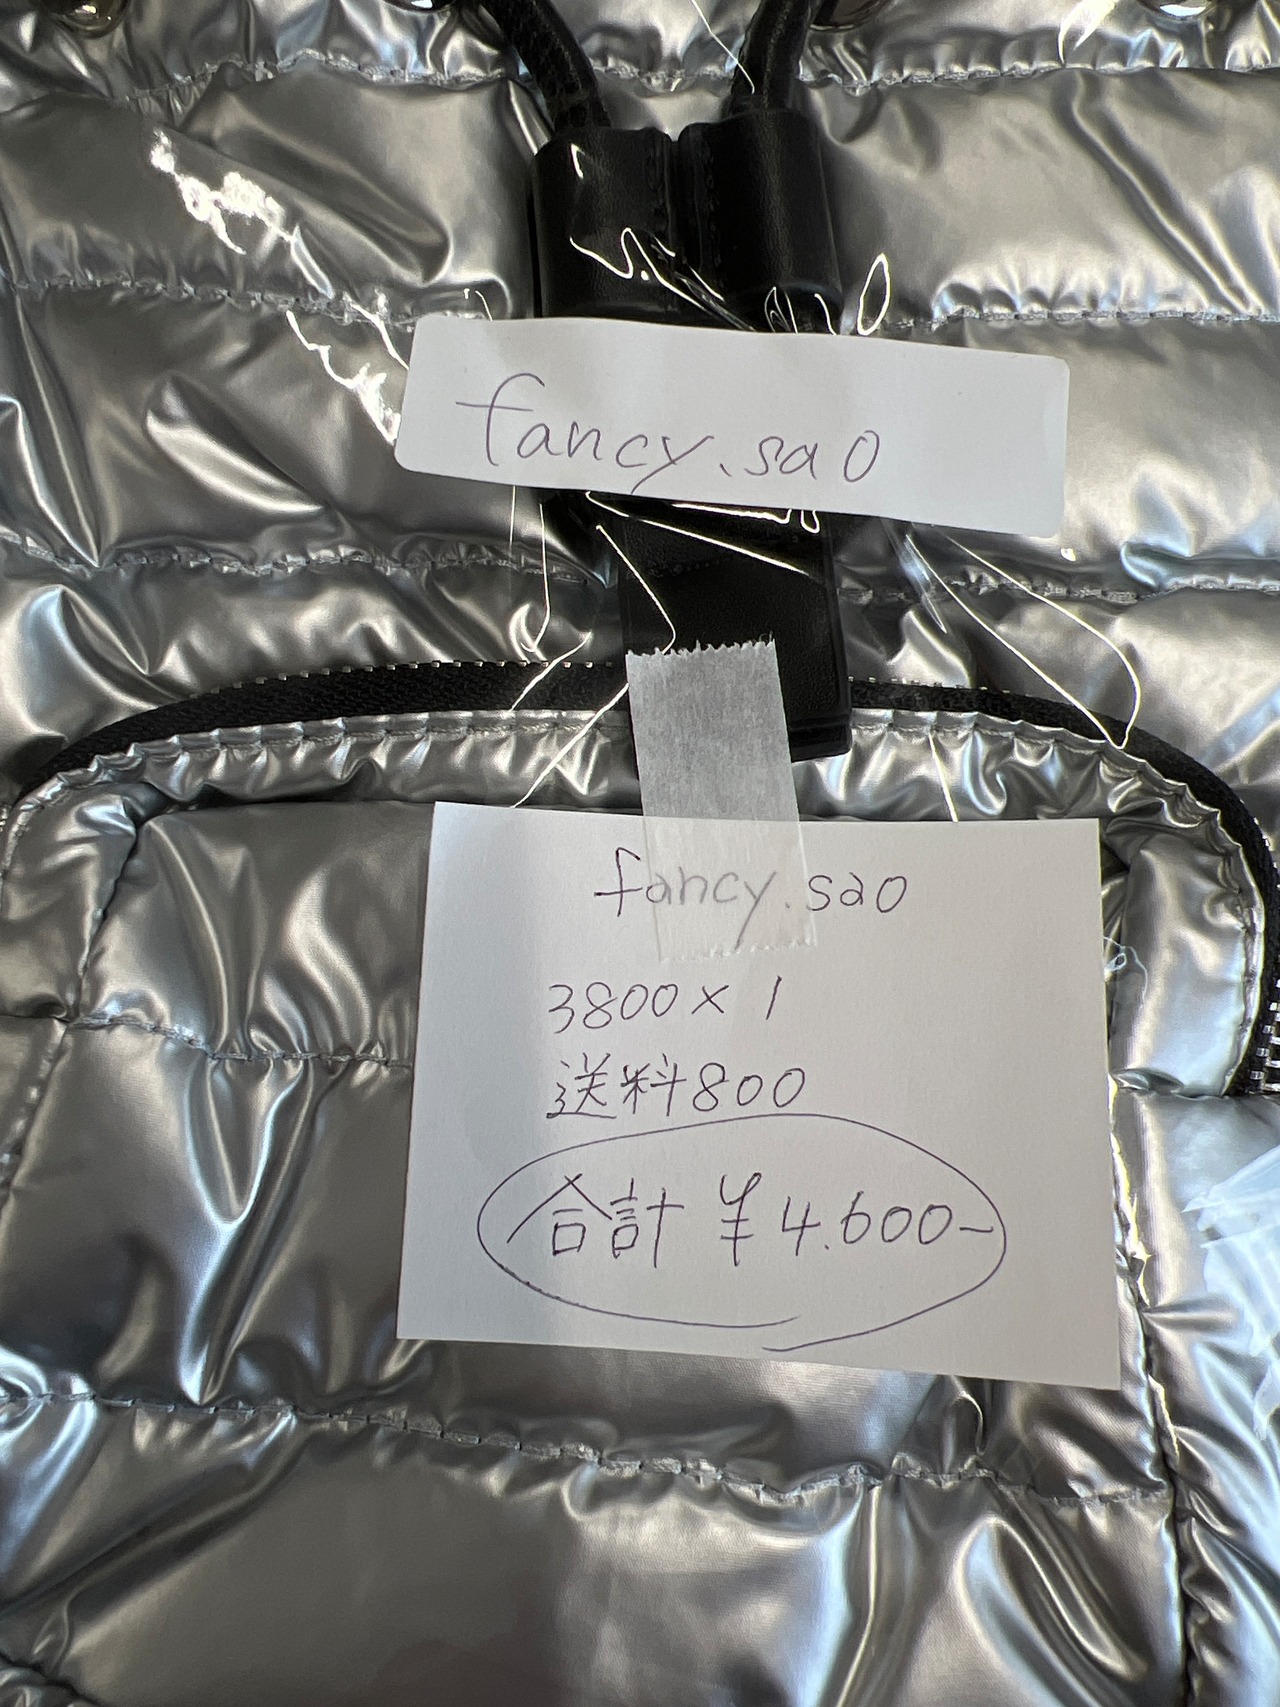 fancy.sao
fancy.sao
3800×1
送料800
合計 ¥4.600-